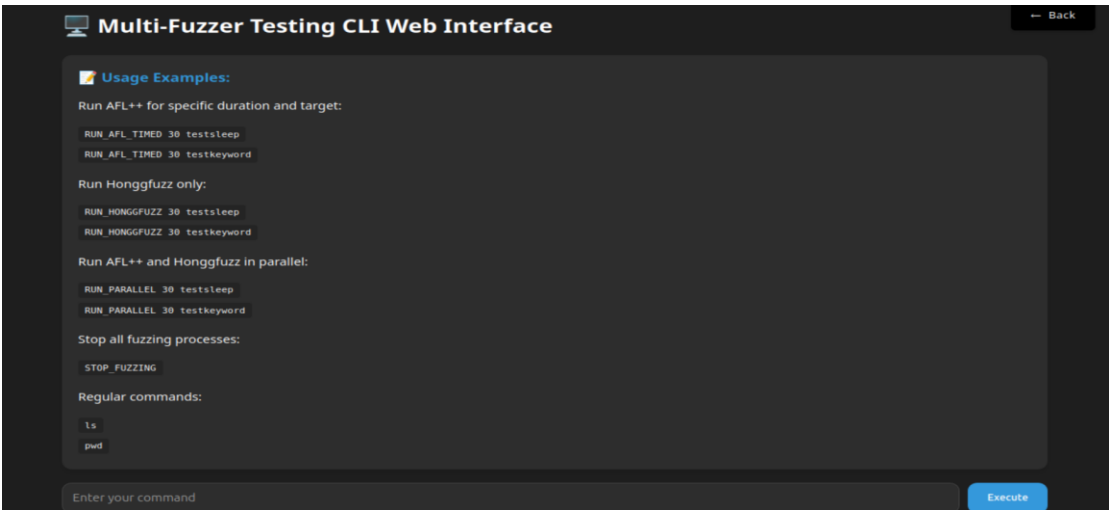 🖥️ Multi-Fuzzer Testing CLI Web Interface
← Back
📝 Usage Examples:
Run AFL++ for specific duration and target:
RUN_AFL_TIMED 30 testsleep
RUN_AFL_TIMED 30 testkeyword
Run Honggfuzz only:
RUN_HONGGFUZZ 30 testsleep
RUN_HONGGFUZZ 30 testkeyword
Run AFL++ and Honggfuzz in parallel:
RUN_PARALLEL 30 testsleep
RUN_PARALLEL 30 testkeyword
Stop all fuzzing processes:
STOP_FUZZING
Regular commands:
ls
pwd
Enter your command
Execute